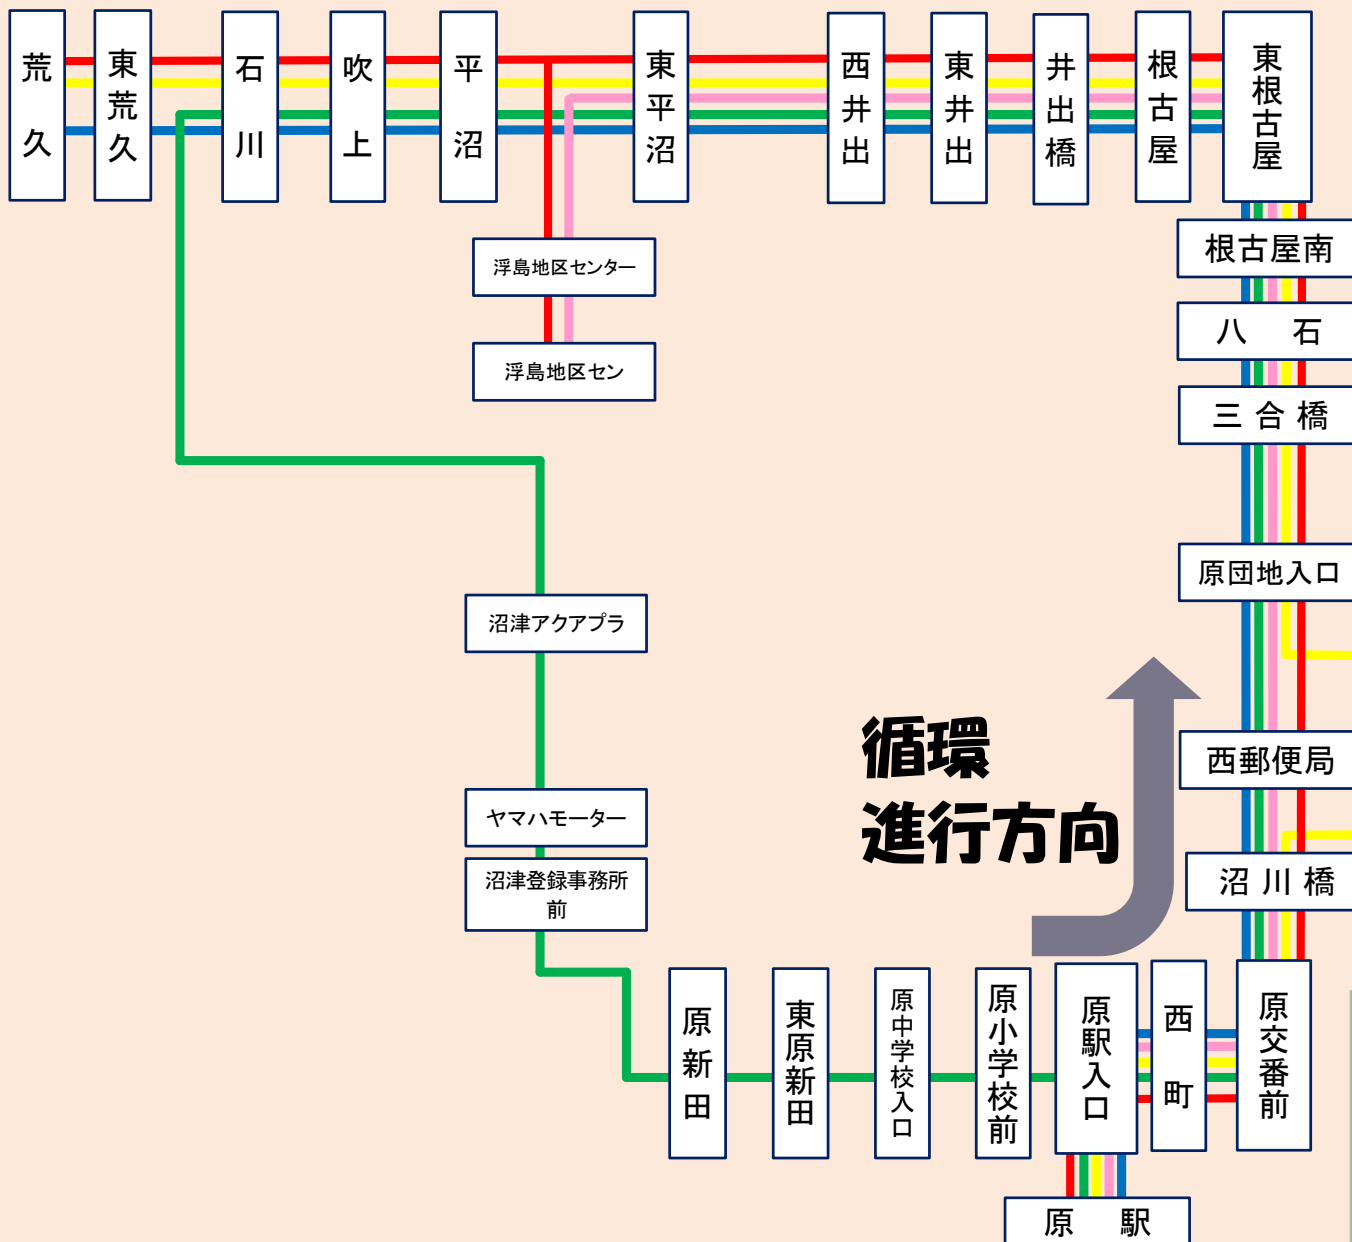 荒久
東荒久
石川
吹上
平沼
東平沼
西井出
東井出
井出橋
根古屋
東根古屋
根古屋南
浮島地区センター
八石
浮島地区セン
三合橋
原団地入口
沼津アクアプラ
循環
進行方向
西郵便局
ヤマハモーター
沼津登録事務所
前
沼川橋
原新田
東原新田
原中学校入口
原小学校前
原駅入口
西町
原交番前
原駅